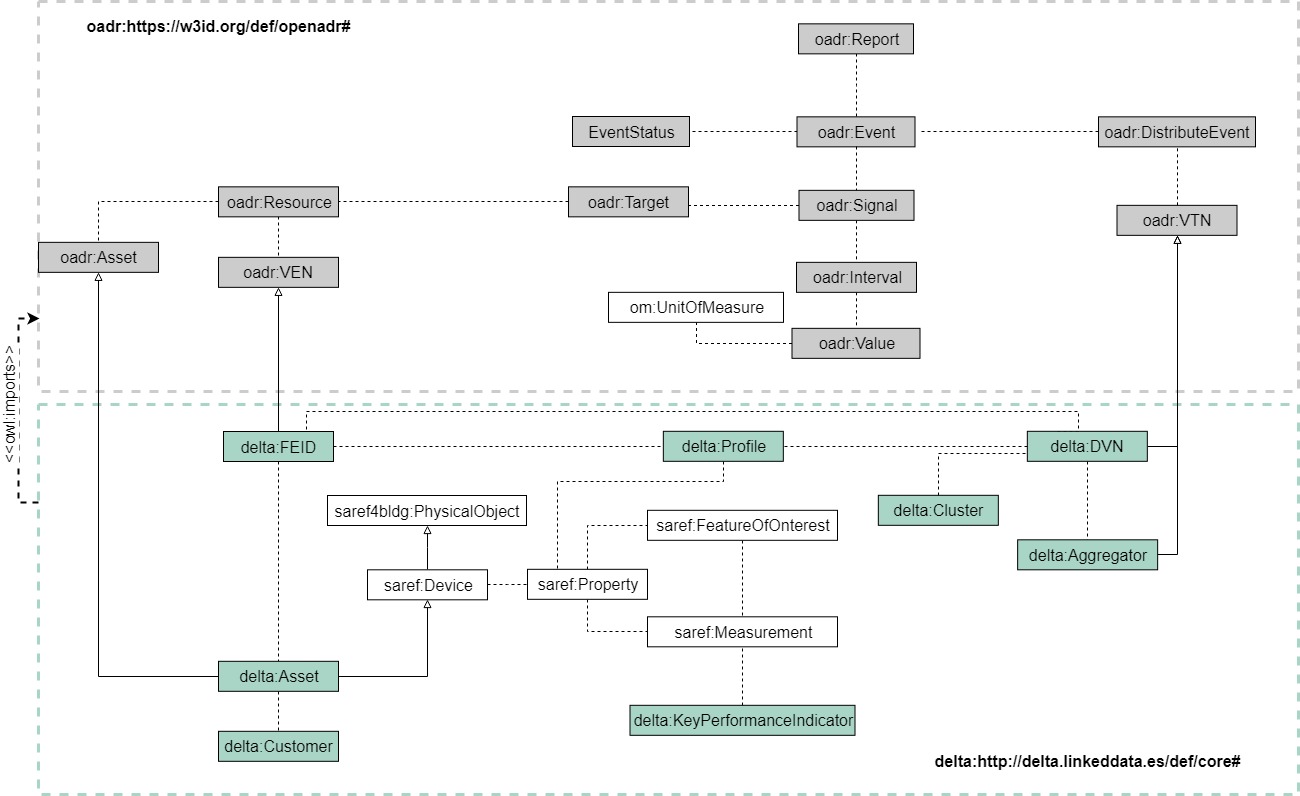 oadr:https://w3id.org/def/openadr#
oadr:Report
EventStatus
oadr:Event
oadr:DistributeEvent
oadr:Resource
oadr:Target
oadr:Signal
oadr:VTN
oadr:Asset
oadr:VEN
oadr:Interval
om:UnitOfMeasure
oadr:Value
<<owl:imports>>
delta:FEID
delta:Profile
delta:DVN
saref4bldg:PhysicalObject
delta:Cluster
saref:FeatureOfOnterest
delta:Aggregator
saref:Device
saref:Property
saref:Measurement
delta:Asset
delta:KeyPerformanceIndicator
delta:Customer
delta:http://delta.linkeddata.es/def/core#